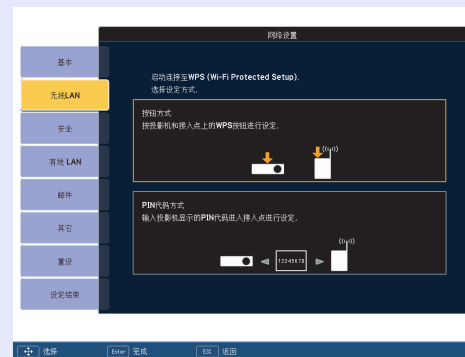 网络设置
基本
无线LAN
安全
有线 LAN
邮件
其它
重设
设定结束
启动连接至WPS (Wi-Fi Protected Setup).
选择设定方式.
按钮方式
按投影机和接入点上的WPS按钮进行设定.
PIN代码方式
输入投影机显示的PIN代码进入接入点进行设定.
12345678
选择 Enter 完成 ESC 返回